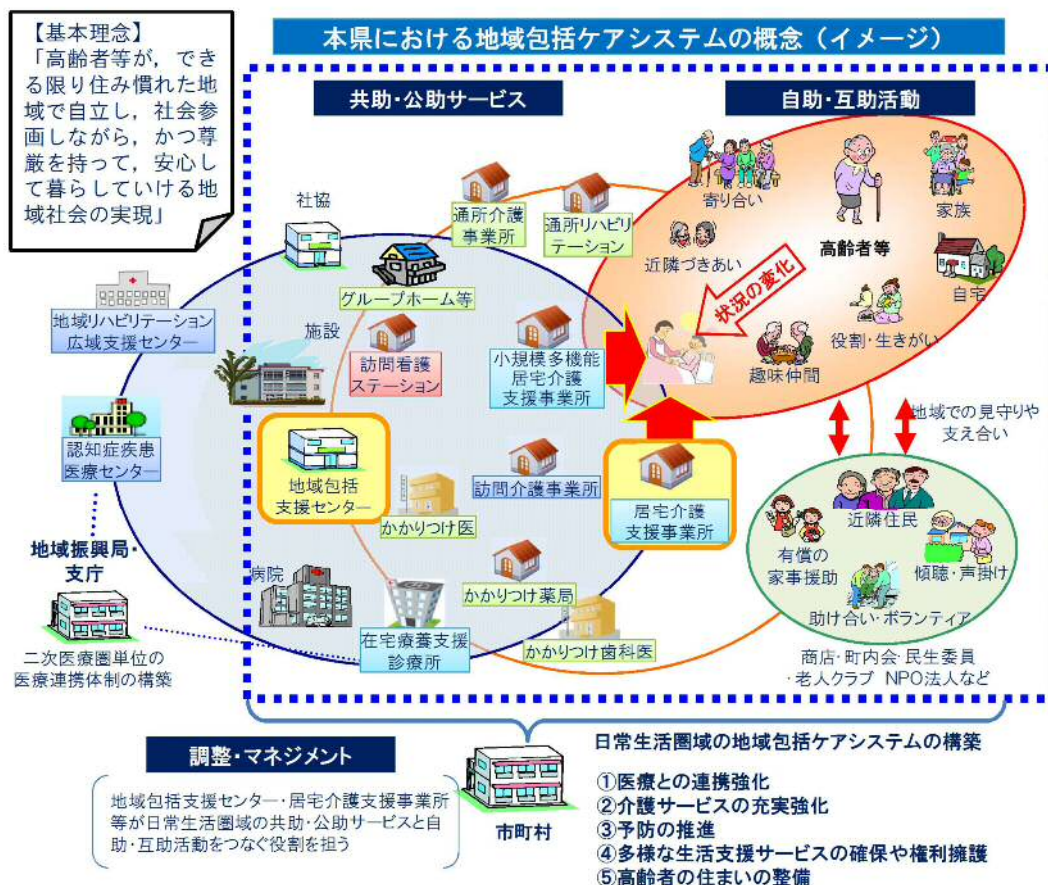 【基本理念】
「高齢者等が，でき
る限り住み慣れた地
域で自立し，社会参
画しながら，かつ尊
厳を持って，安心し
て暮らしていける地
域社会の実現」
本県における地域包括ケアシステムの概念（イメージ）
共助・公助サービス
自助・互助活動
社協
通所介護
事業所
通所リハビリ
テーション
寄り合い
家族
高齢者等
近隣づきあい
自宅
状況の変化
役割・生きがい
趣味仲間
グループホーム等
地域リハビリテーション
広域支援センター
施設
訪問看護
ステーション
小規模多機能
居宅介護
支援事業所
地域での見守りや
支え合い
認知症疾患
医療センター
地域包括
支援センター
訪問介護事業所
かかりつけ医
居宅介護
支援事業所
近隣住民
有償の
家事援助
傾聴・声掛け
助け合い・ボランティア
地域振興局・
支庁
病院
かかりつけ薬局
在宅療養支援
診療所
かかりつけ歯科医
二次医療圏単位の
医療連携体制の構築
商店・町内会・民生委員
・老人クラブ NPO法人など
調整・マネジメント
地域包括支援センター・居宅介護支援事業所
等が日常生活圏域の共助・公助サービスと自
助・互助活動をつなぐ役割を担う
市町村
日常生活圏域の地域包括ケアシステムの構築
①医療との連携強化
②介護サービスの充実強化
③予防の推進
④多様な生活支援サービスの確保や権利擁護
⑤高齢者の住まいの整備